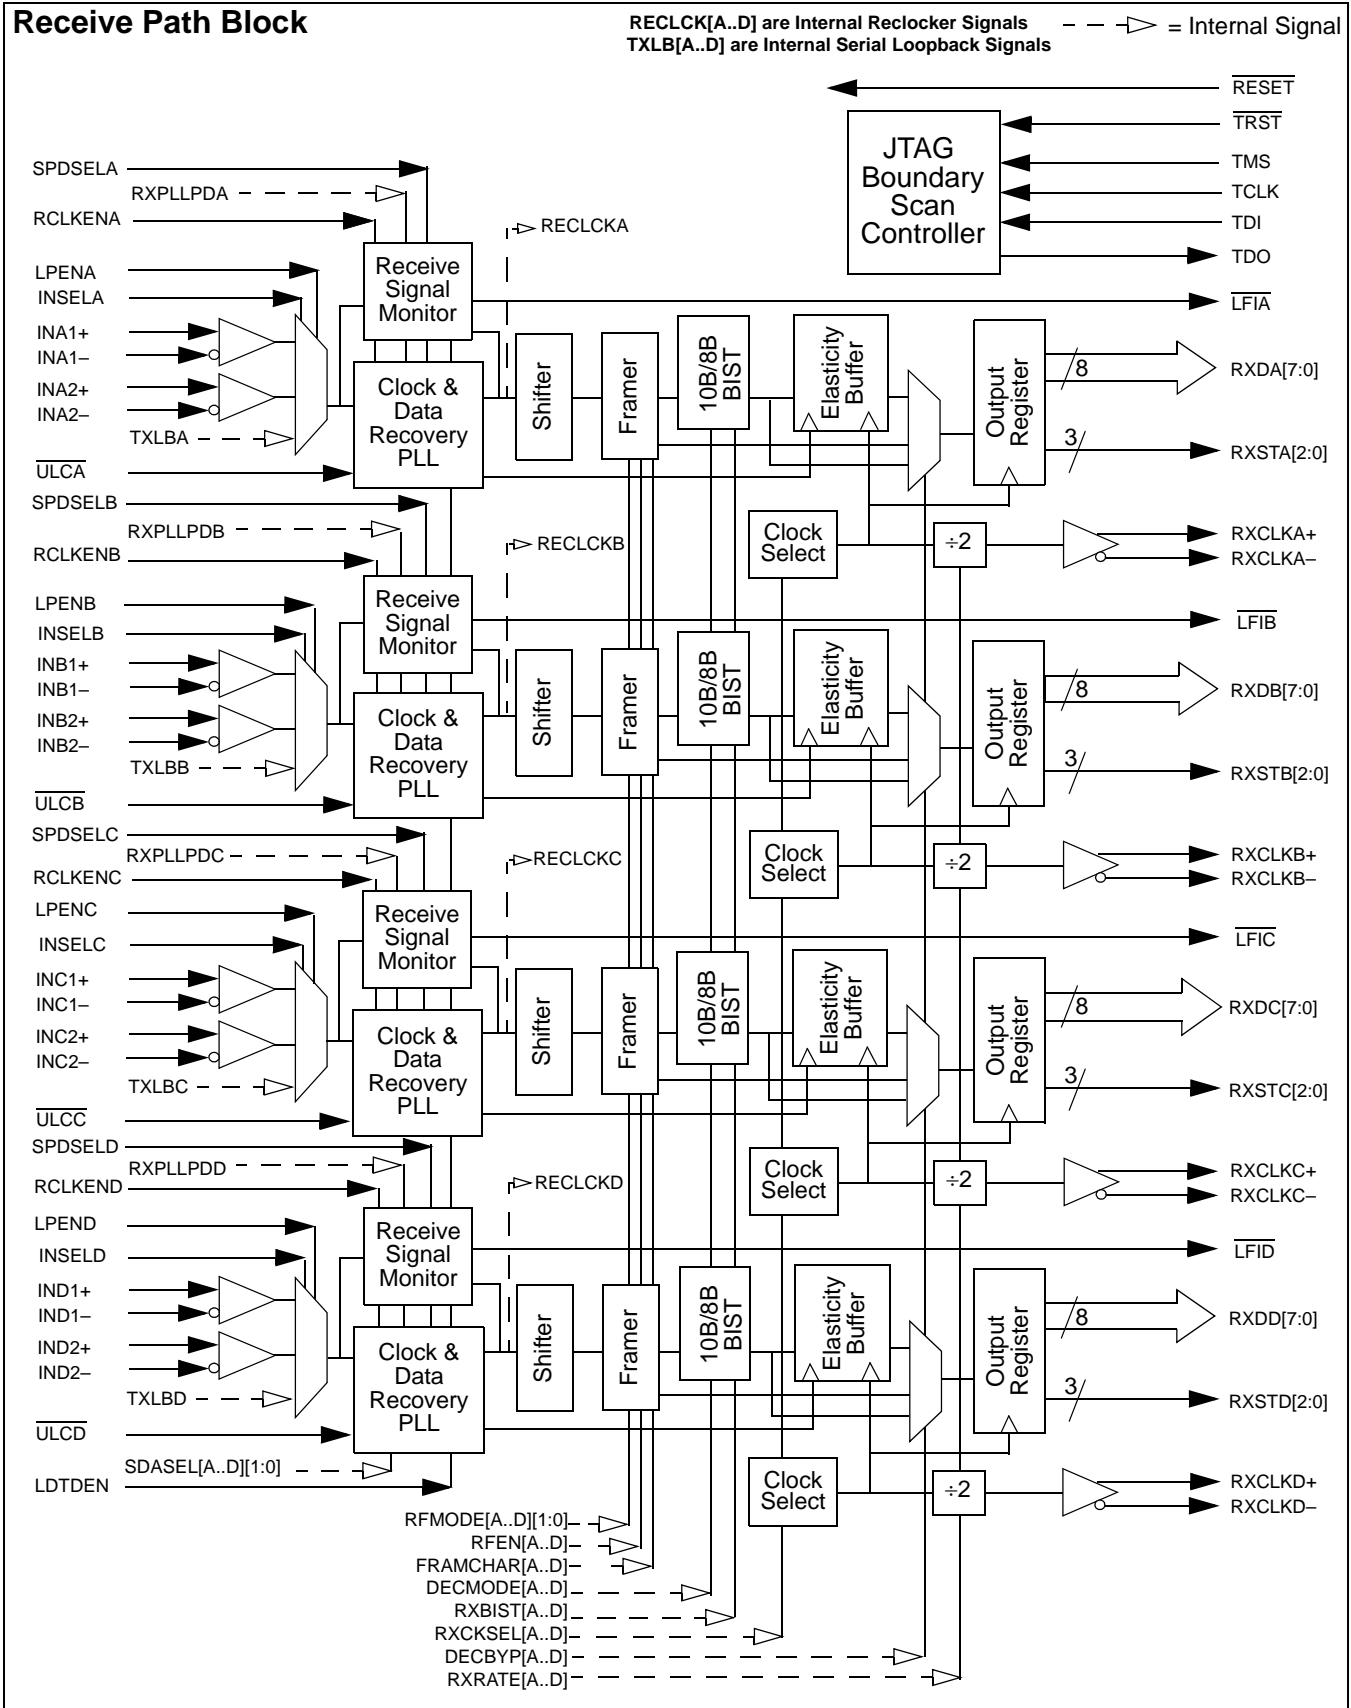 Receive Path Block
RECLCK[A..D] are Internal Reclocker Signals
TXLB[A..D] are Internal Serial Loopback Signals
= Internal Signal
RESET
TRST
TMS
TCLK
TDI
TDO
JTAG
Boundary
Scan
Controller
SPDSELA
RXPLLPDA
RCLKENA
LPENA
INSELA
INA1+
INA1–
INA2+
INA2–
TXLBA
ULCA
Receive
Signal
Monitor
Clock &
Data
Recovery
PLL
RECLCKA
Shifter
Framer
10B/8B
BIST
Elasticity
Buffer
Output
Register
Clock
Select
÷2
LFIA
8
RXDA[7:0]
3
RXSTA[2:0]
RXCLKA+
RXCLKA–
SPDSELB
RXPLLPDB
RCLKENB
LPENB
INSELB
INB1+
INB1–
INB2+
INB2–
TXLBB
ULCB
Receive
Signal
Monitor
Clock &
Data
Recovery
PLL
RECLCKB
Shifter
Framer
10B/8B
BIST
Elasticity
Buffer
Output
Register
Clock
Select
÷2
LFIB
8
RXDB[7:0]
3
RXSTB[2:0]
RXCLKB+
RXCLKB–
SPDSELC
RXPLLPDC
RCLKENC
LPENC
INSELC
INC1+
INC1–
INC2+
INC2–
TXLBC
ULCC
Receive
Signal
Monitor
Clock &
Data
Recovery
PLL
RECLCKC
Shifter
Framer
10B/8B
BIST
Elasticity
Buffer
Output
Register
Clock
Select
÷2
LFIC
8
RXDC[7:0]
3
RXSTC[2:0]
RXCLKC+
RXCLKC–
SPDSELD
RXPLLPDD
RCLKEND
LPEND
INSELD
IND1+
IND1–
IND2+
IND2–
TXLBD
ULCD
SDASEL[A..D][1:0]
LDTDEN
Receive
Signal
Monitor
Clock &
Data
Recovery
PLL
RECLCKD
Shifter
Framer
10B/8B
BIST
Elasticity
Buffer
Output
Register
Clock
Select
÷2
LFID
8
RXDD[7:0]
3
RXSTD[2:0]
RXCLKD+
RXCLKD–
RFMODE[A..D][1:0]
RFEN[A..D]
FRAMCHAR[A..D]
DECMODE[A..D]
RXBIST[A..D]
RXCKSEL[A..D]
DECBYP[A..D]
RXRATE[A..D]